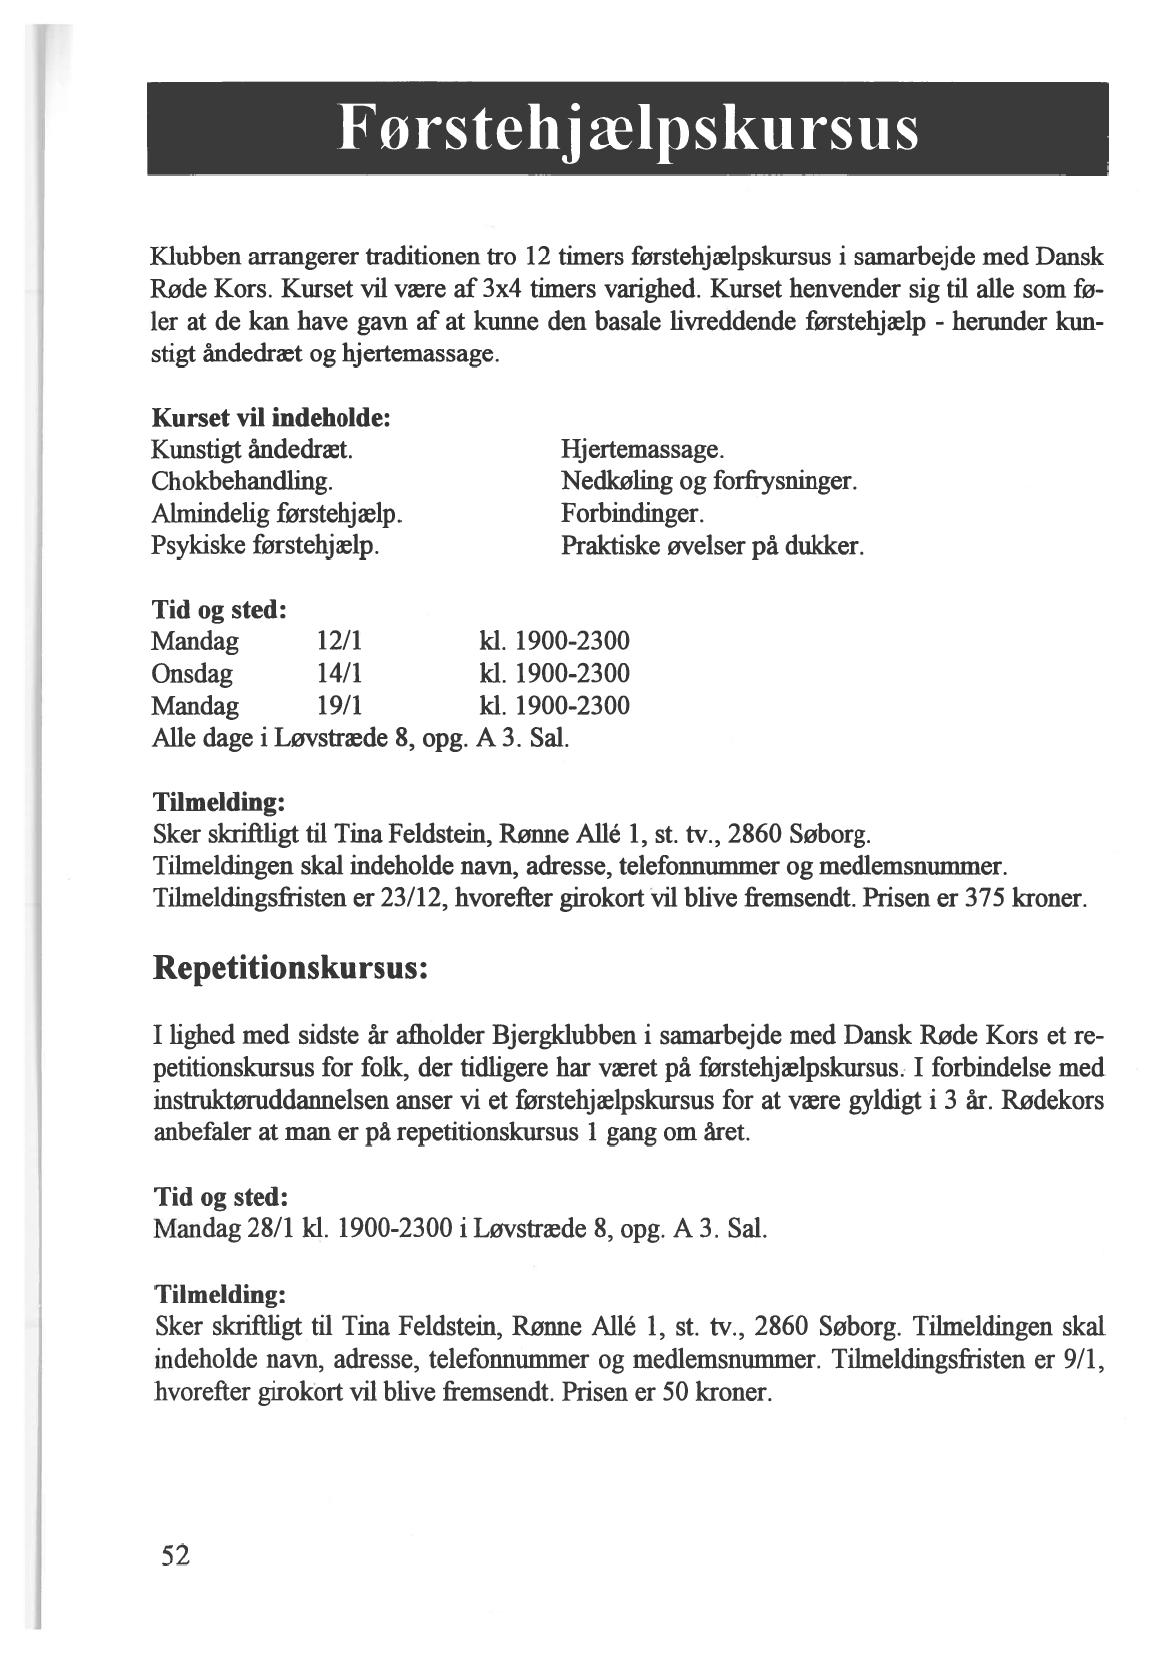 Førstehjælpskursus
Klubben arrangerer traditionen tro 12 timers førstehjælpskursus i samarbejde med Dansk
Røde Kors. Kurset vil være af 3x4 timers varighed. Kurset henvender sig til alle som fø-
ler at de kan have gavn af at kunne den basale livreddende førstehjælp - herunder kun-
stigt åndedræt og hjertemassage.
Kurset vil indeholde:
Kunstigt åndedræt. Hjertemassage.
Chokbehandling. Nedkøling og forfrysninger.
Almindelig førstehjælp. Forbindinger.
Psykiske førstehjælp. Praktiske øvelser på dukker.
Tid og sted:
Mandag 12/1 kl. 1900-2300
Onsdag 14/1 kl. 1900-2300
Mandag 19/1 kl. 1900-2300
Alle dage i Løvstræde 8, opg. A 3. Sal.
Tilmelding:
Sker skriftligt til Tina Feldstein, Rønne Allé 1, st. tv., 2860 Søborg.
Tilmeldingen skal indeholde navn, adresse, telefonnummer og medlemsnummer.
Tilmeldingsfristen er 23/12, hvorefter girokort vil blive fremsendt. Prisen er 375 kroner.
Repetitionskursus:
I lighed med sidste år afholder Bjergklubben i samarbejde med Dansk Røde Kors et re-
petitionskursus for folk, der tidligere har været på førstehjælpskursus. I forbindelse med
instruktøruddannelsen anser vi et førstehjælpskursus for at være gyldigt i 3 år. Rødekors
anbefaler at man er på repetitionskursus 1 gang om året.
Tid og sted:
Mandag 28/1 kl. 1900-2300 i Løvstræde 8, opg. A 3. Sal.
Tilmelding:
Sker skriftligt til Tina Feldstein, Rønne Allé 1, st. tv., 2860 Søborg. Tilmeldingen skal
indeholde navn, adresse, telefonnummer og medlemsnummer. Tilmeldingsfristen er 9/1,
hvorefter girokort vil blive fremsendt. Prisen er 50 kroner.
52